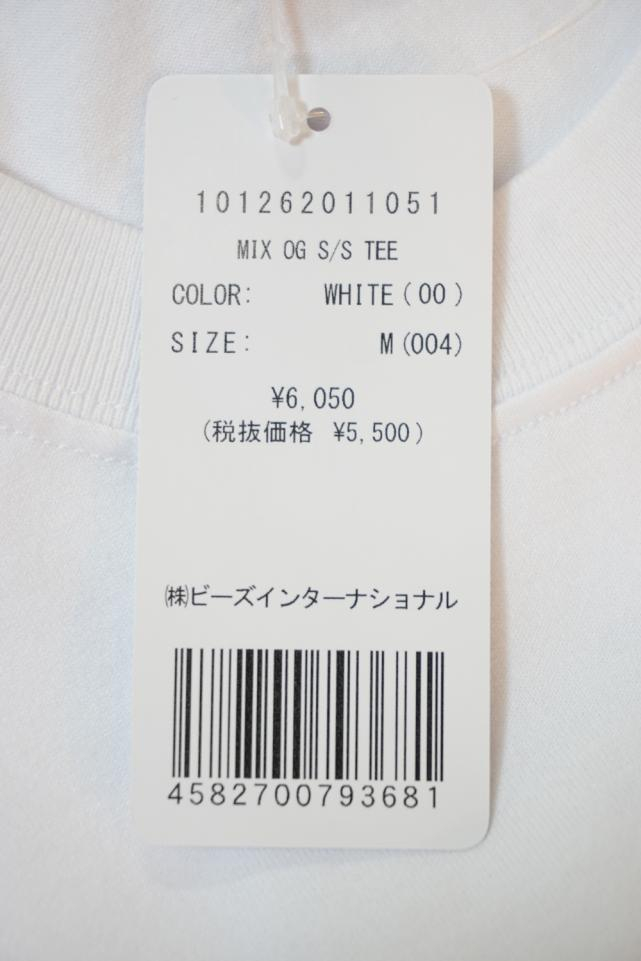 101262011051
MIX OG S/S TEE
COLOR: WHITE(00)
SIZE: M(004)
¥6,050
(税抜価格 ¥5,500)
㈱ビーズインターナショナル
4582700793681